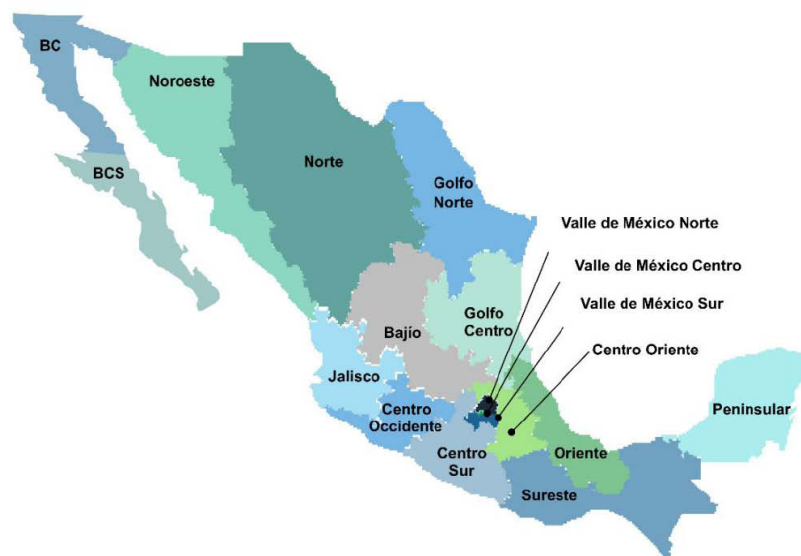 BC
Noroeste
BCS
Norte
Golfo
Norte
Valle de México Norte
Valle de México Centro
Valle de México Sur
Golfo
Centro
Bajío
Centro Oriente
Jalisco
Centro
Occidente
Peninsular
Centro
Sur
Oriente
Sureste